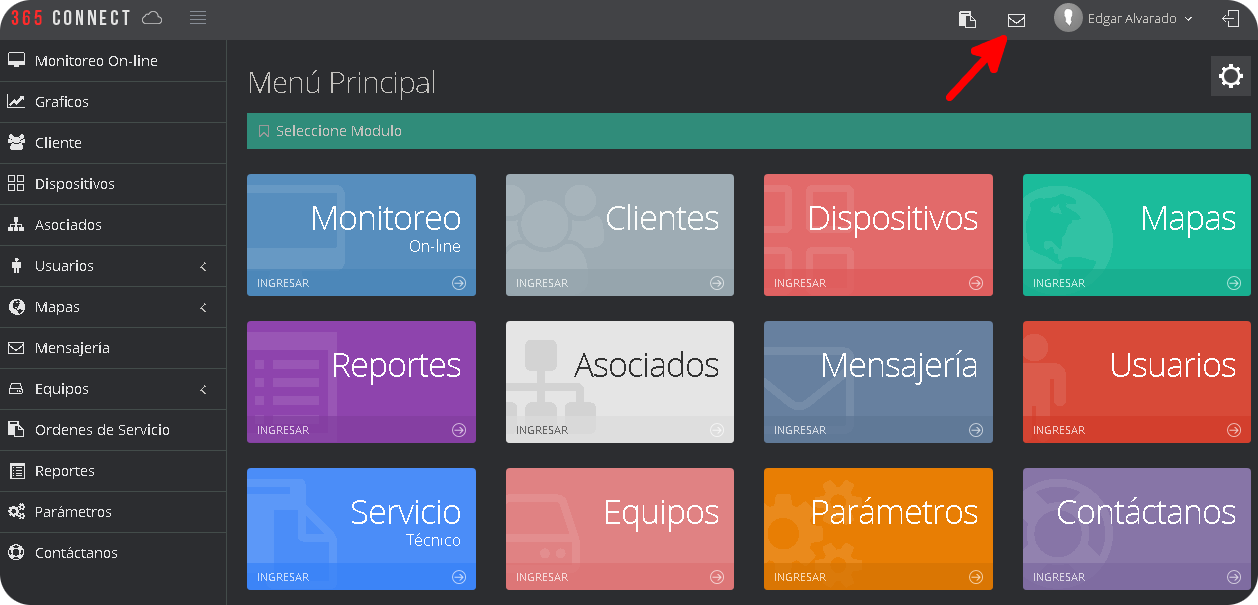 365 CONNECT
Edgar Alvarado
Monitoreo On-line
Graficos
Cliente
Dispositivos
Asociados
Usuarios
Mapas
Mensajería
Equipos
Ordenes de Servicio
Reportes
Parámetros
Contáctanos
Menú Principal
Seleccione Modulo
Monitoreo
On-line
INGRESAR
Clientes
INGRESAR
Dispositivos
INGRESAR
Mapas
INGRESAR
Reportes
INGRESAR
Asociados
INGRESAR
Mensajería
INGRESAR
Usuarios
INGRESAR
Servicio
Técnico
INGRESAR
Equipos
INGRESAR
Parámetros
INGRESAR
Contáctanos
INGRESAR